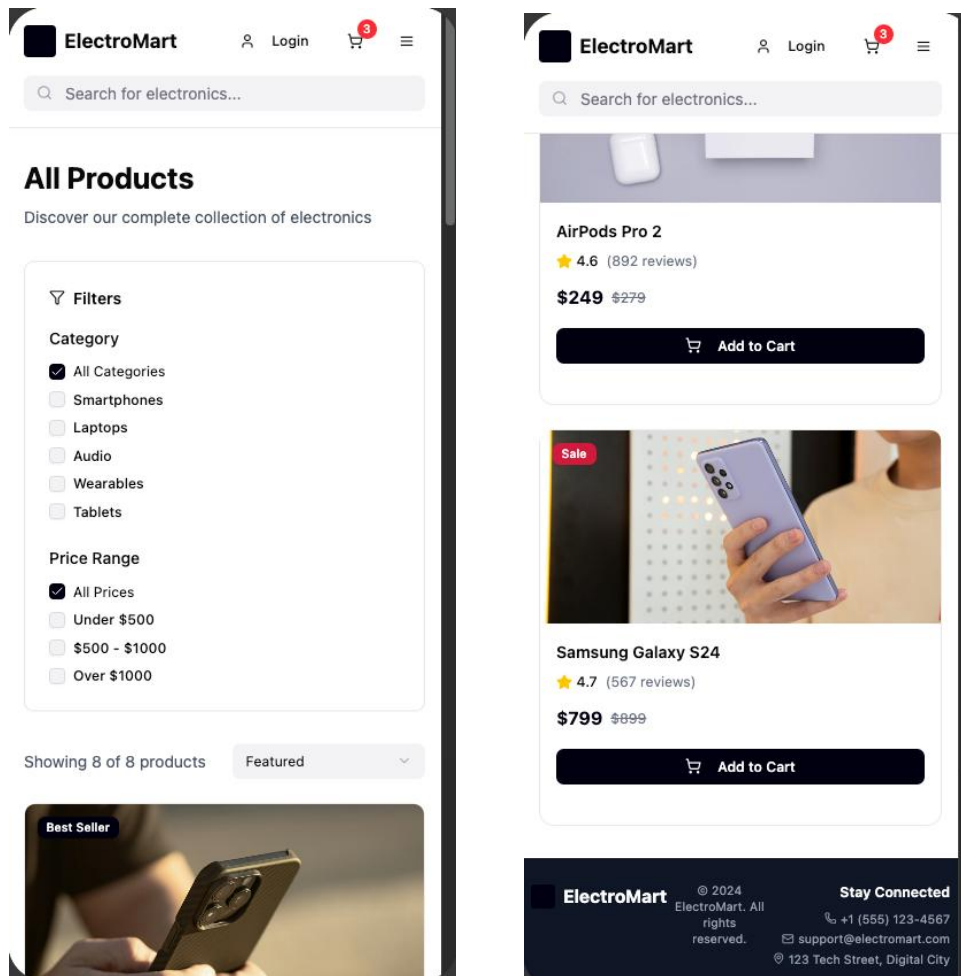 ElectroMart
Login
3
Search for electronics...
All Products
Discover our complete collection of electronics
Filters
Category
All Categories
Smartphones
Laptops
Audio
Wearables
Tablets
Price Range
All Prices
Under $500
$500 - $1000
Over $1000
Showing 8 of 8 products
Featured
Best Seller
ElectroMart
Login
3
Search for electronics...
AirPods Pro 2
4.6 (892 reviews)
$249 $279
Add to Cart
Sale
Samsung Galaxy S24
4.7 (567 reviews)
$799 $899
Add to Cart
ElectroMart
© 2024
ElectroMart. All
rights
reserved.
Stay Connected
+1 (555) 123-4567
support@electromart.com
123 Tech Street, Digital City